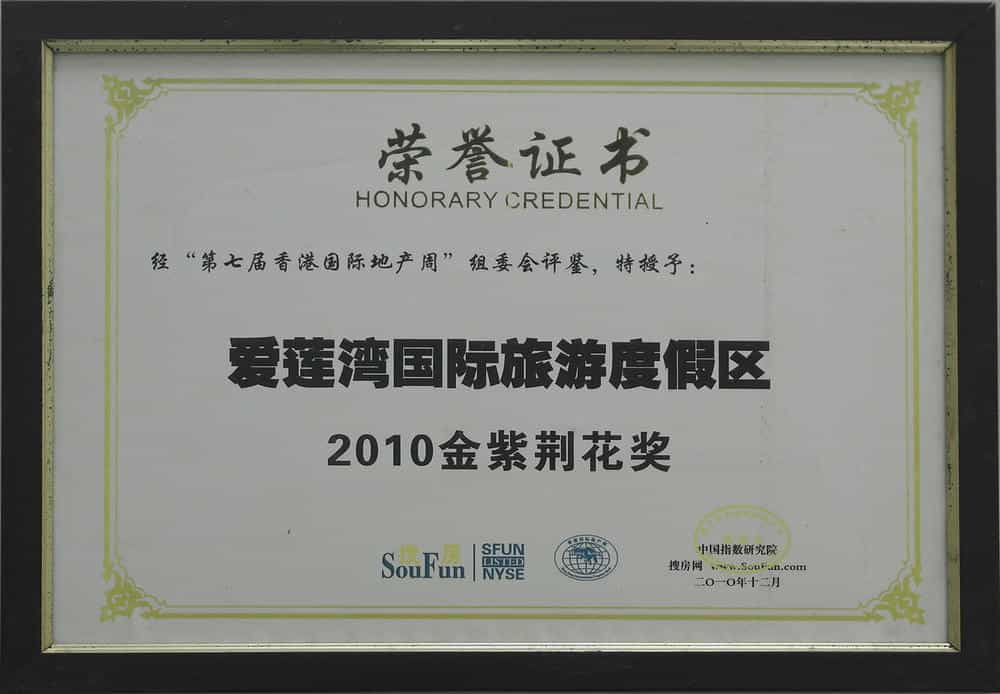 荣誉证书
HONORARY CREDENTIAL
经“第七届香港国际地产周”组委会评鉴，特授予：
爱莲湾国际旅游度假区
2010金紫荆花奖
搜房
SouFun
SFUN
LISTED
NYSE
中国指数研究院
搜房网 www.SouFun.com
二〇一〇年十二月